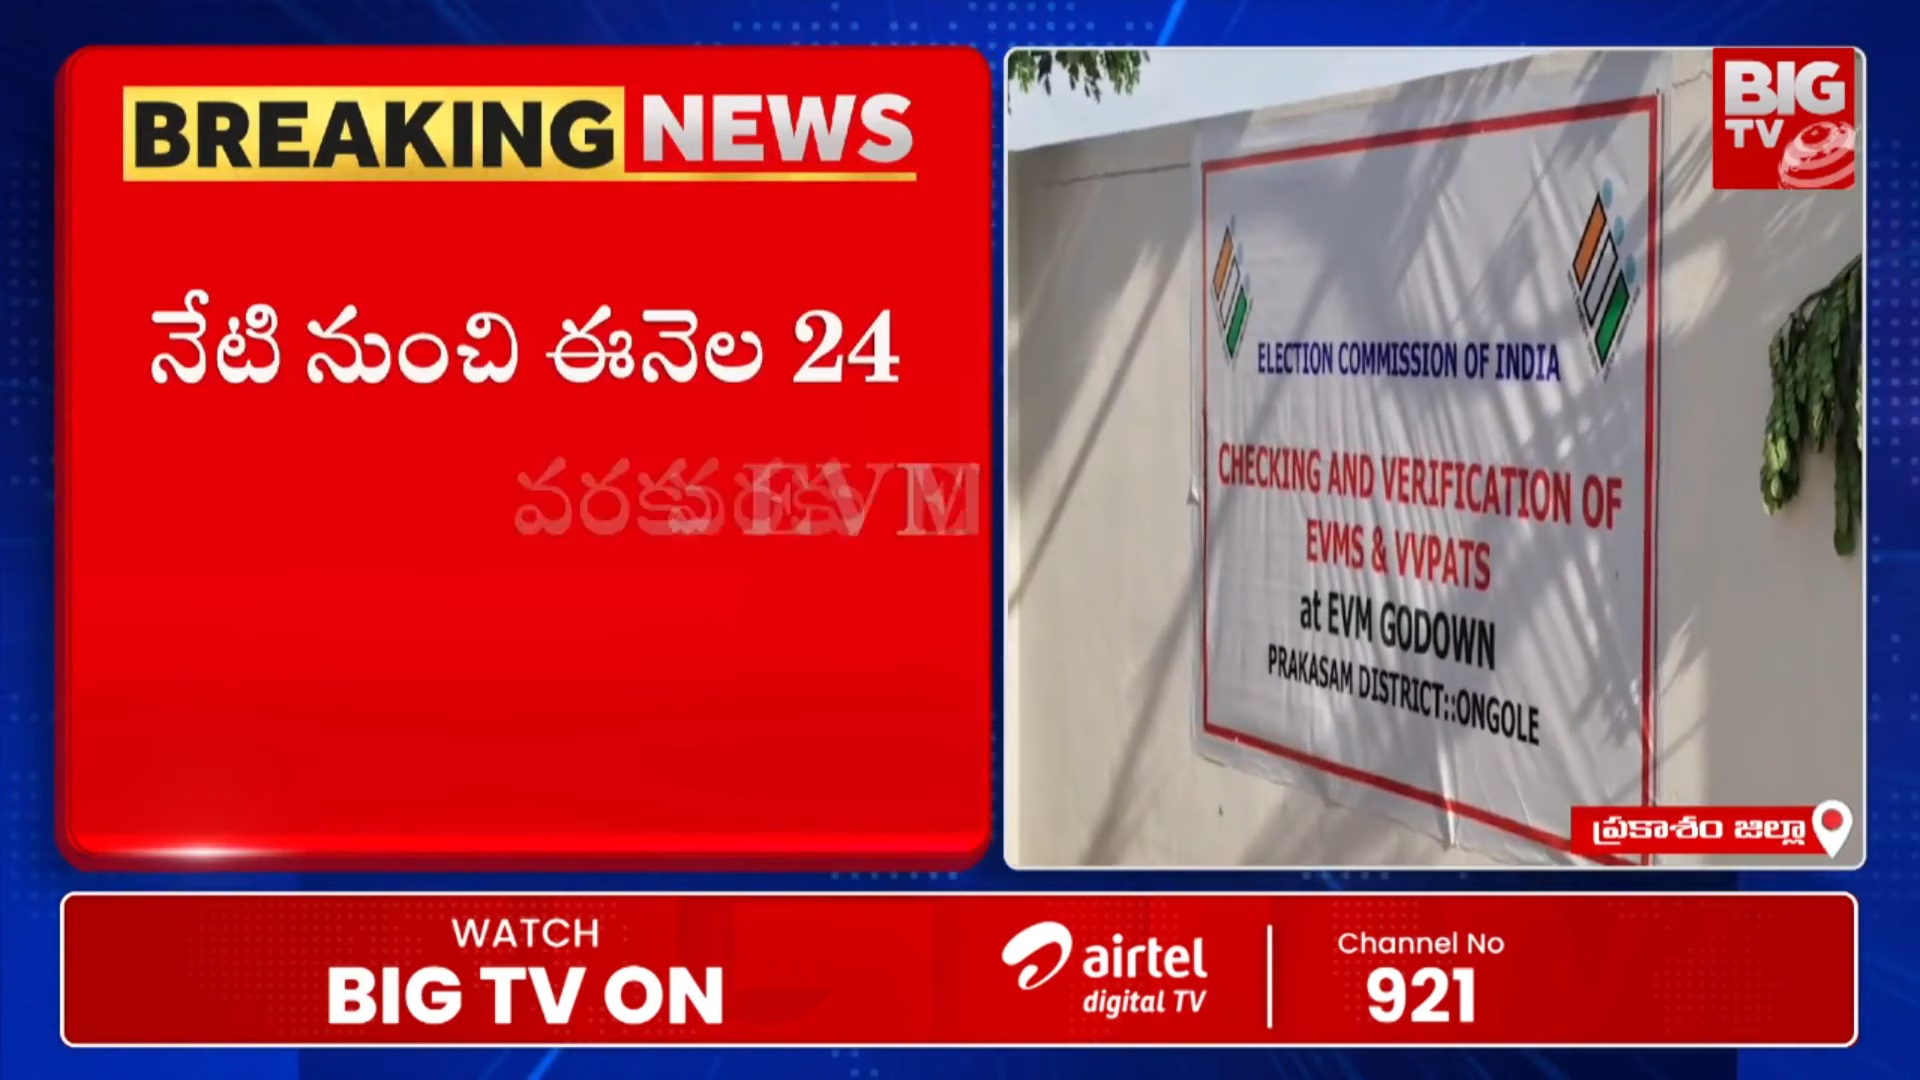 BREAKING NEWS
నేటి నుంచి ఈనెల 24
వరకు
BIG
TV
ELECTION COMMISSION OF INDIA
CHECKING AND VERIFICATION OF
EVMS & VVPATS
at EVM GODOWN
PRAKASAM DISTRICT::ONGOLE
ప్రకాశం జిల్లా
WATCH
BIG TV ON
airtel
digital TV
Channel No
921